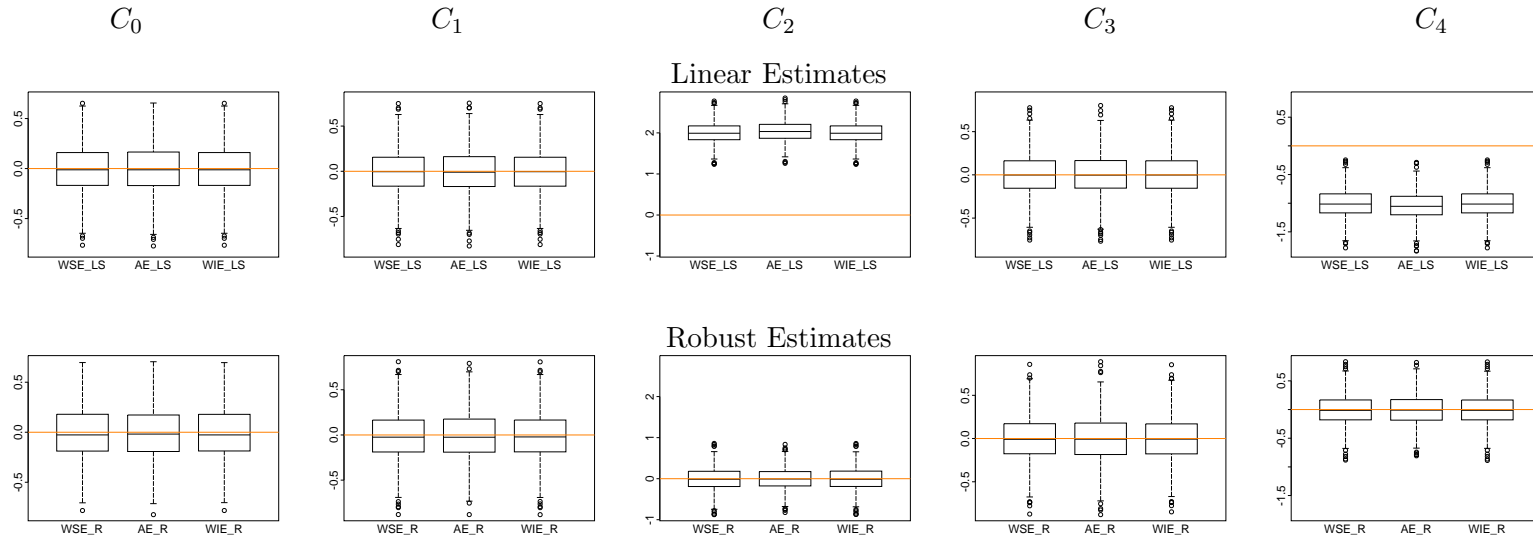 C₀ C₁ C₂ C₃ C₄
Linear Estimates
0.5 0.0 -0.5
WSE_LS AE_LS WIE_LS
0.5 0.0 -0.5
WSE_LS AE_LS WIE_LS
2 1 0 -1
WSE_LS AE_LS WIE_LS
0.5 0.0 -0.5
WSE_LS AE_LS WIE_LS
0.5 -0.5 -1.5
WSE_LS AE_LS WIE_LS
Robust Estimates
0.5 0.0 -0.5
WSE_R AE_R WIE_R
0.5 0.0 -0.5
WSE_R AE_R WIE_R
2 1 0 -1
WSE_R AE_R WIE_R
0.5 0.0 -0.5
WSE_R AE_R WIE_R
0.5 -0.5 -1.5
WSE_R AE_R WIE_R